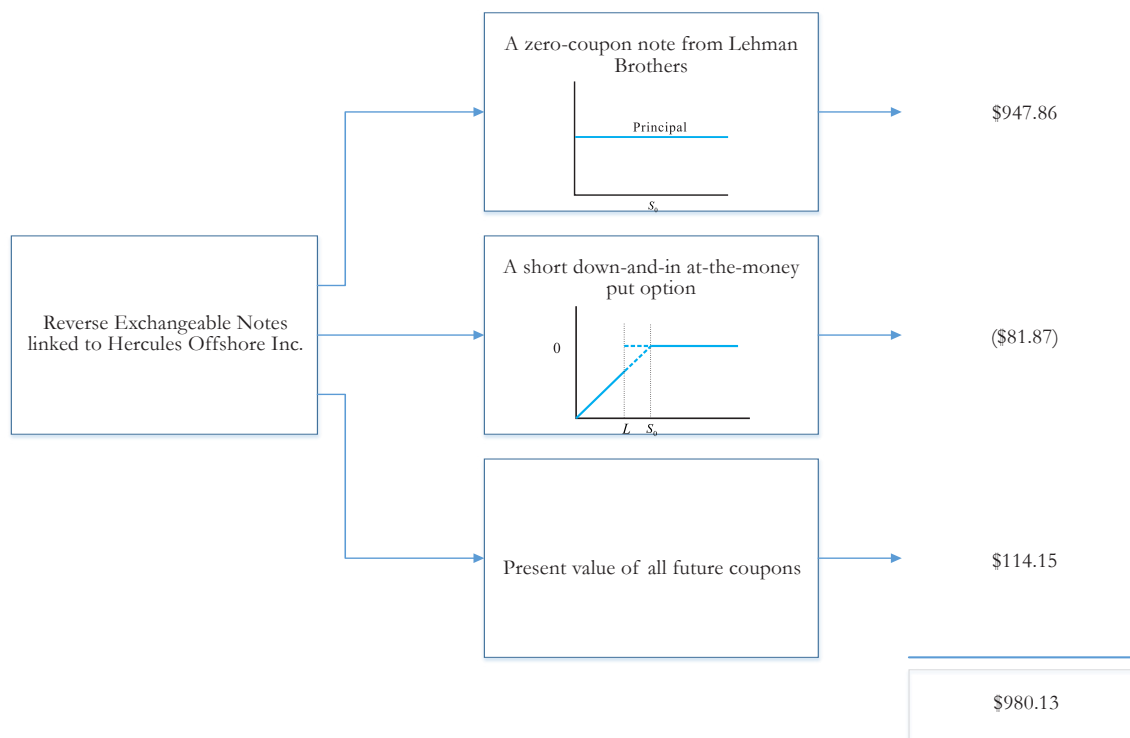 A zero-coupon note from Lehman
Brothers
Principal
S₀
$947.86
Reverse Exchangeable Notes
linked to Hercules Offshore Inc.
A short down-and-in at-the-money
put option
0
L S₀
($81.87)
Present value of all future coupons
$114.15
$980.13